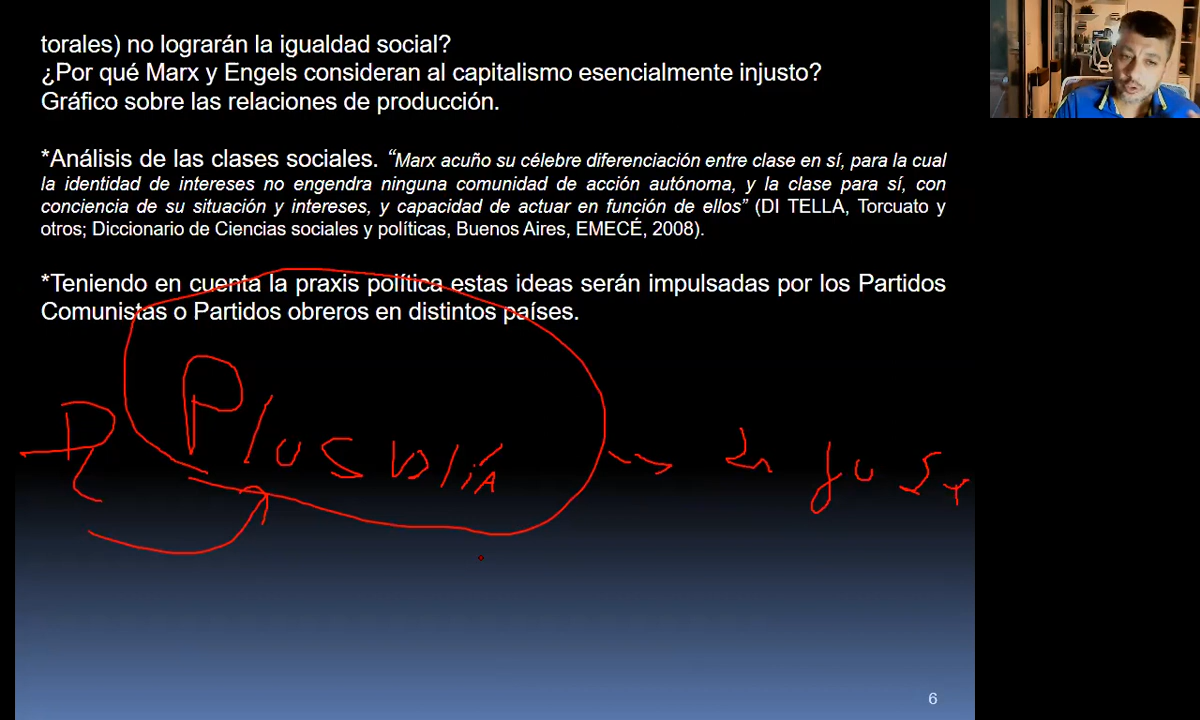 torales) no lograrán la igualdad social?
¿Por qué Marx y Engels consideran al capitalismo esencialmente injusto?
Gráfico sobre las relaciones de producción.
*Análisis de las clases sociales. “Marx acuño su célebre diferenciación entre clase en sí, para la cual
la identidad de intereses no engendra ninguna comunidad de acción autónoma, y la clase para sí, con
conciencia de su situación y intereses, y capacidad de actuar en función de ellos” (DI TELLA, Torcuato y
otros; Diccionario de Ciencias sociales y políticas, Buenos Aires, EMECÉ, 2008).
*Teniendo en cuenta la praxis política estas ideas serán impulsadas por los Partidos
Comunistas o Partidos obreros en distintos países.
Plusvalía
6